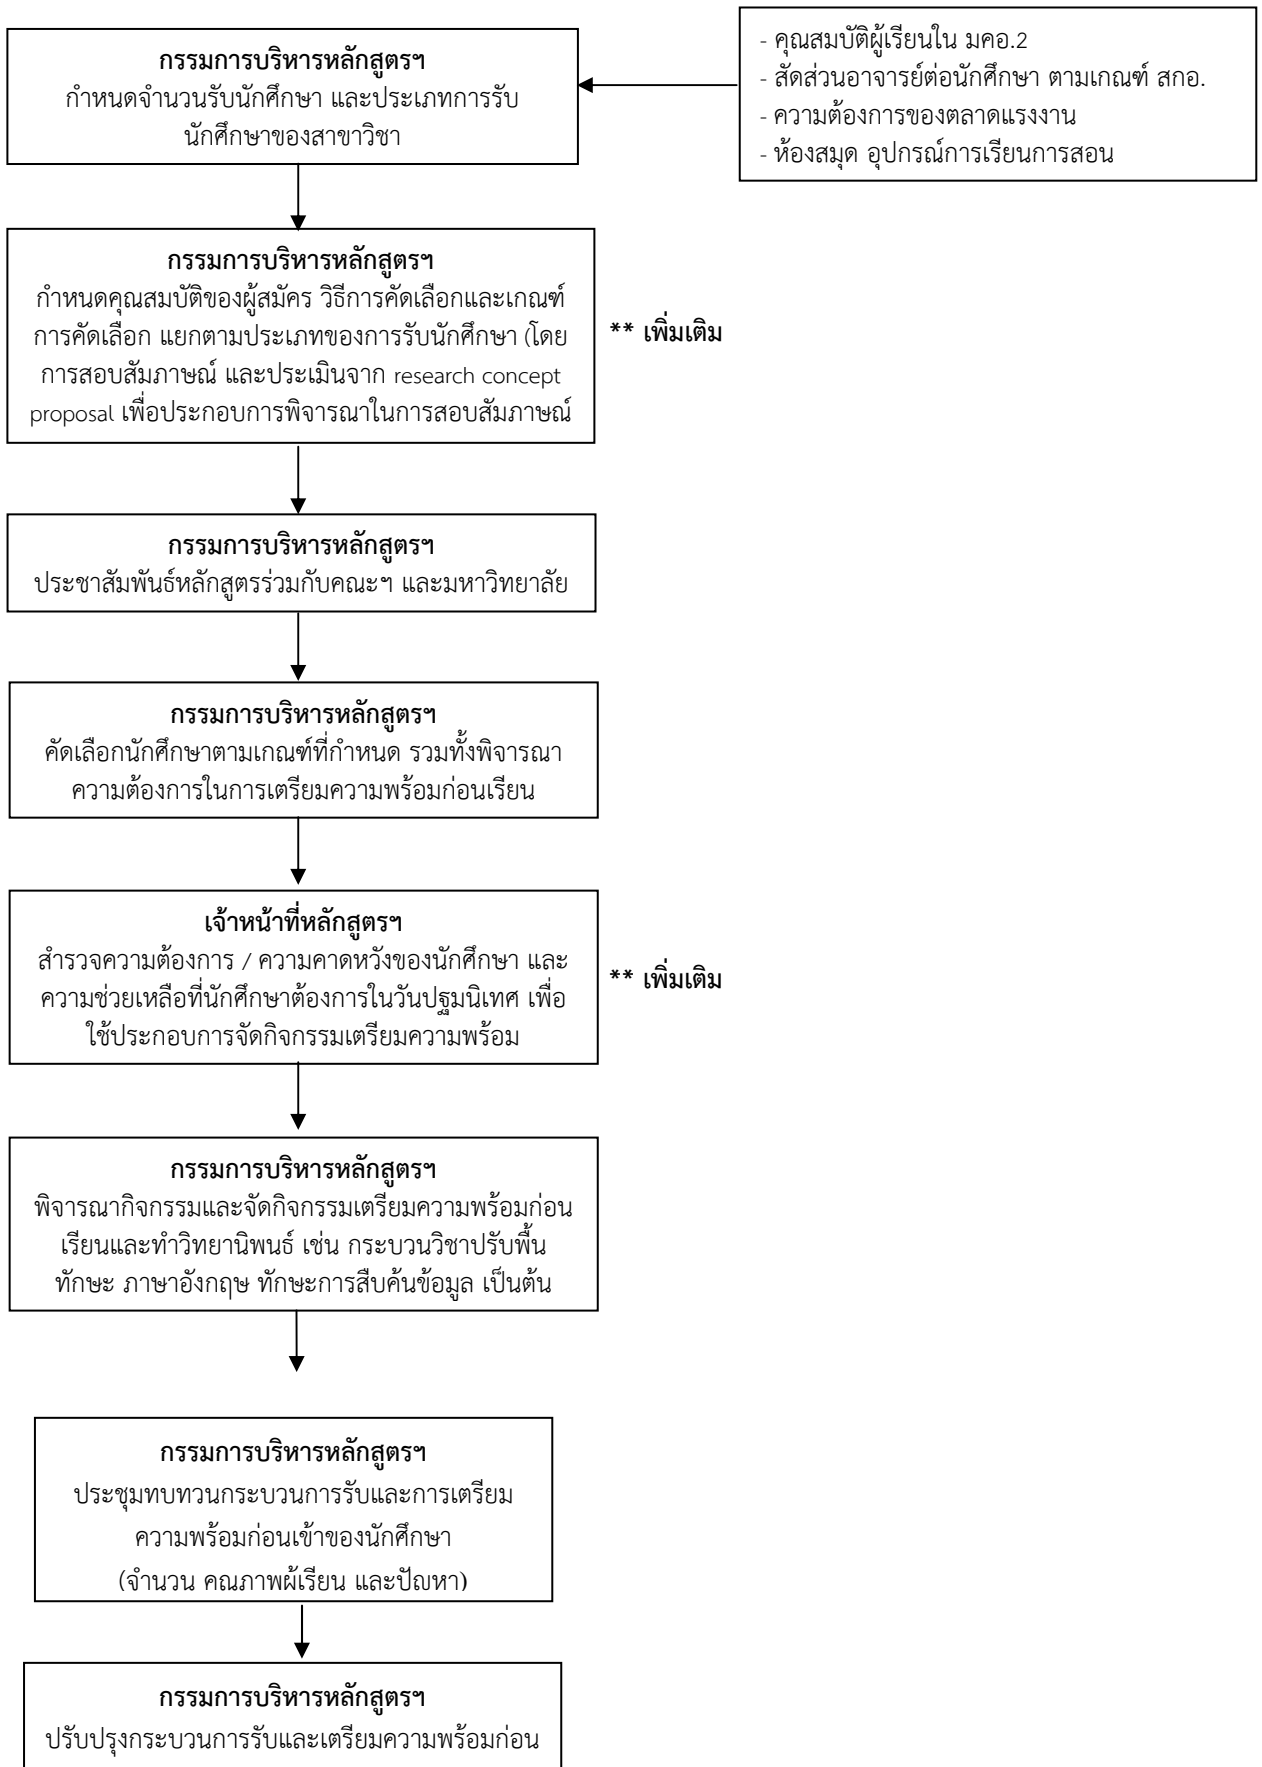 กรรมการบริหารหลักสูตรฯ
กำหนดจำนวนรับนักศึกษา และประเภทการรับ
นักศึกษาของสาขาวิชา
- คุณสมบัติผู้เรียนใน มคอ.2
- สัดส่วนอาจารย์ต่อนักศึกษา ตามเกณฑ์ สกอ.
- ความต้องการของตลาดแรงงาน
- ห้องสมุด อุปกรณ์การเรียนการสอน
กรรมการบริหารหลักสูตรฯ
กำหนดคุณสมบัติของผู้สมัคร วิธีการคัดเลือกและเกณฑ์
การคัดเลือก แยกตามประเภทของการรับนักศึกษา (โดย
การสอบสัมภาษณ์ และประเมินจาก research concept
proposal เพื่อประกอบการพิจารณาในการสอบสัมภาษณ์
** เพิ่มเติม
กรรมการบริหารหลักสูตรฯ
ประชาสัมพันธ์หลักสูตรร่วมกับคณะฯ และมหาวิทยาลัย
กรรมการบริหารหลักสูตรฯ
คัดเลือกนักศึกษาตามเกณฑ์ที่กำหนด รวมทั้งพิจารณา
ความต้องการในการเตรียมความพร้อมก่อนเรียน
เจ้าหน้าที่หลักสูตรฯ
สำรวจความต้องการ / ความคาดหวังของนักศึกษา และ
ความช่วยเหลือที่นักศึกษาต้องการในวันปฐมนิเทศ เพื่อ
ใช้ประกอบการจัดกิจกรรมเตรียมความพร้อม
** เพิ่มเติม
กรรมการบริหารหลักสูตรฯ
พิจารณากิจกรรมและจัดกิจกรรมเตรียมความพร้อมก่อน
เรียนและทำวิทยานิพนธ์ เช่น กระบวนวิชาปรับพื้น
ทักษะ ภาษาอังกฤษ ทักษะการสืบค้นข้อมูล เป็นต้น
กรรมการบริหารหลักสูตรฯ
ประชุมทบทวนกระบวนการรับและการเตรียม
ความพร้อมก่อนเข้าของนักศึกษา
(จำนวน คุณภาพผู้เรียน และปัญหา)
กรรมการบริหารหลักสูตรฯ
ปรับปรุงกระบวนการรับและเตรียมความพร้อมก่อน